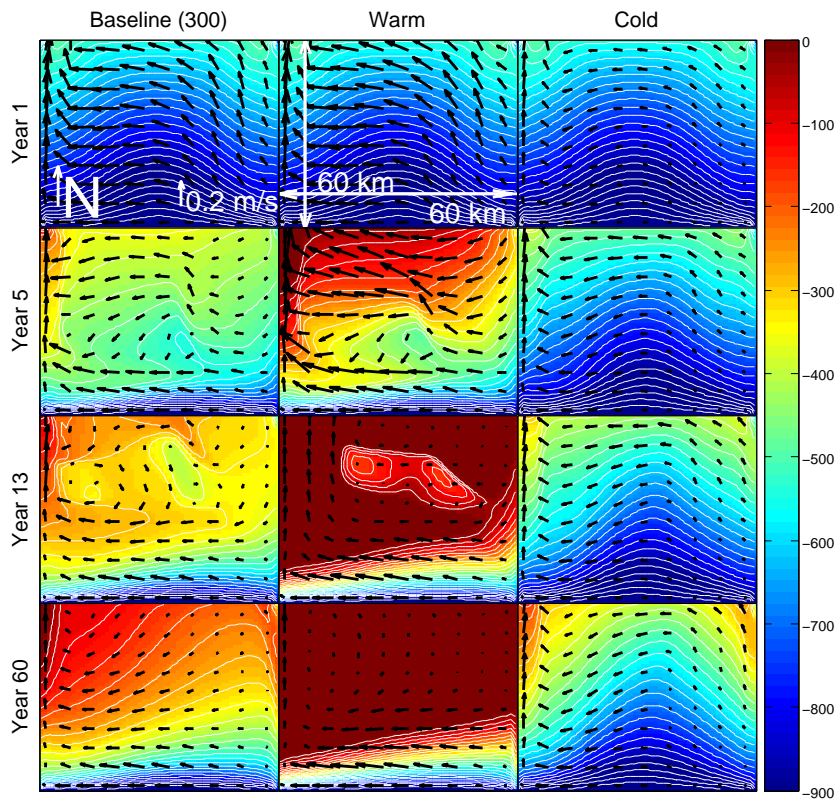 Baseline (300)
Warm
Cold
Year 1
N
0.2 m/s
60 km
60 km
Year 5
Year 13
Year 60
0
−100
−200
−300
−400
−500
−600
−700
−800
−900